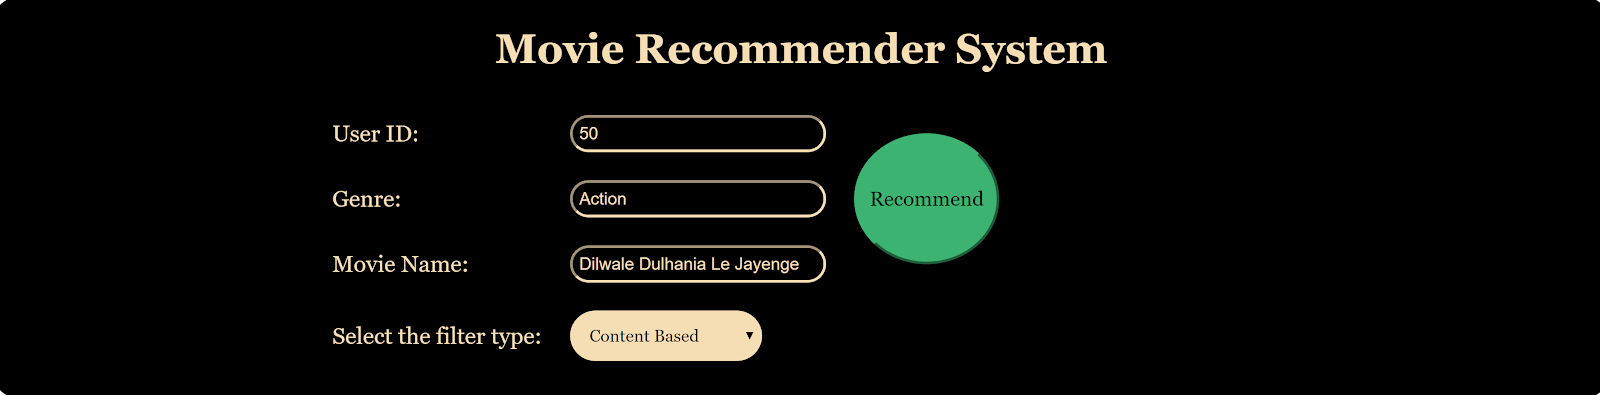 Movie Recommender System
User ID: 50
Genre: Action
Recommend
Movie Name: Dilwale Dulhania Le Jayenge
Select the filter type: Content Based